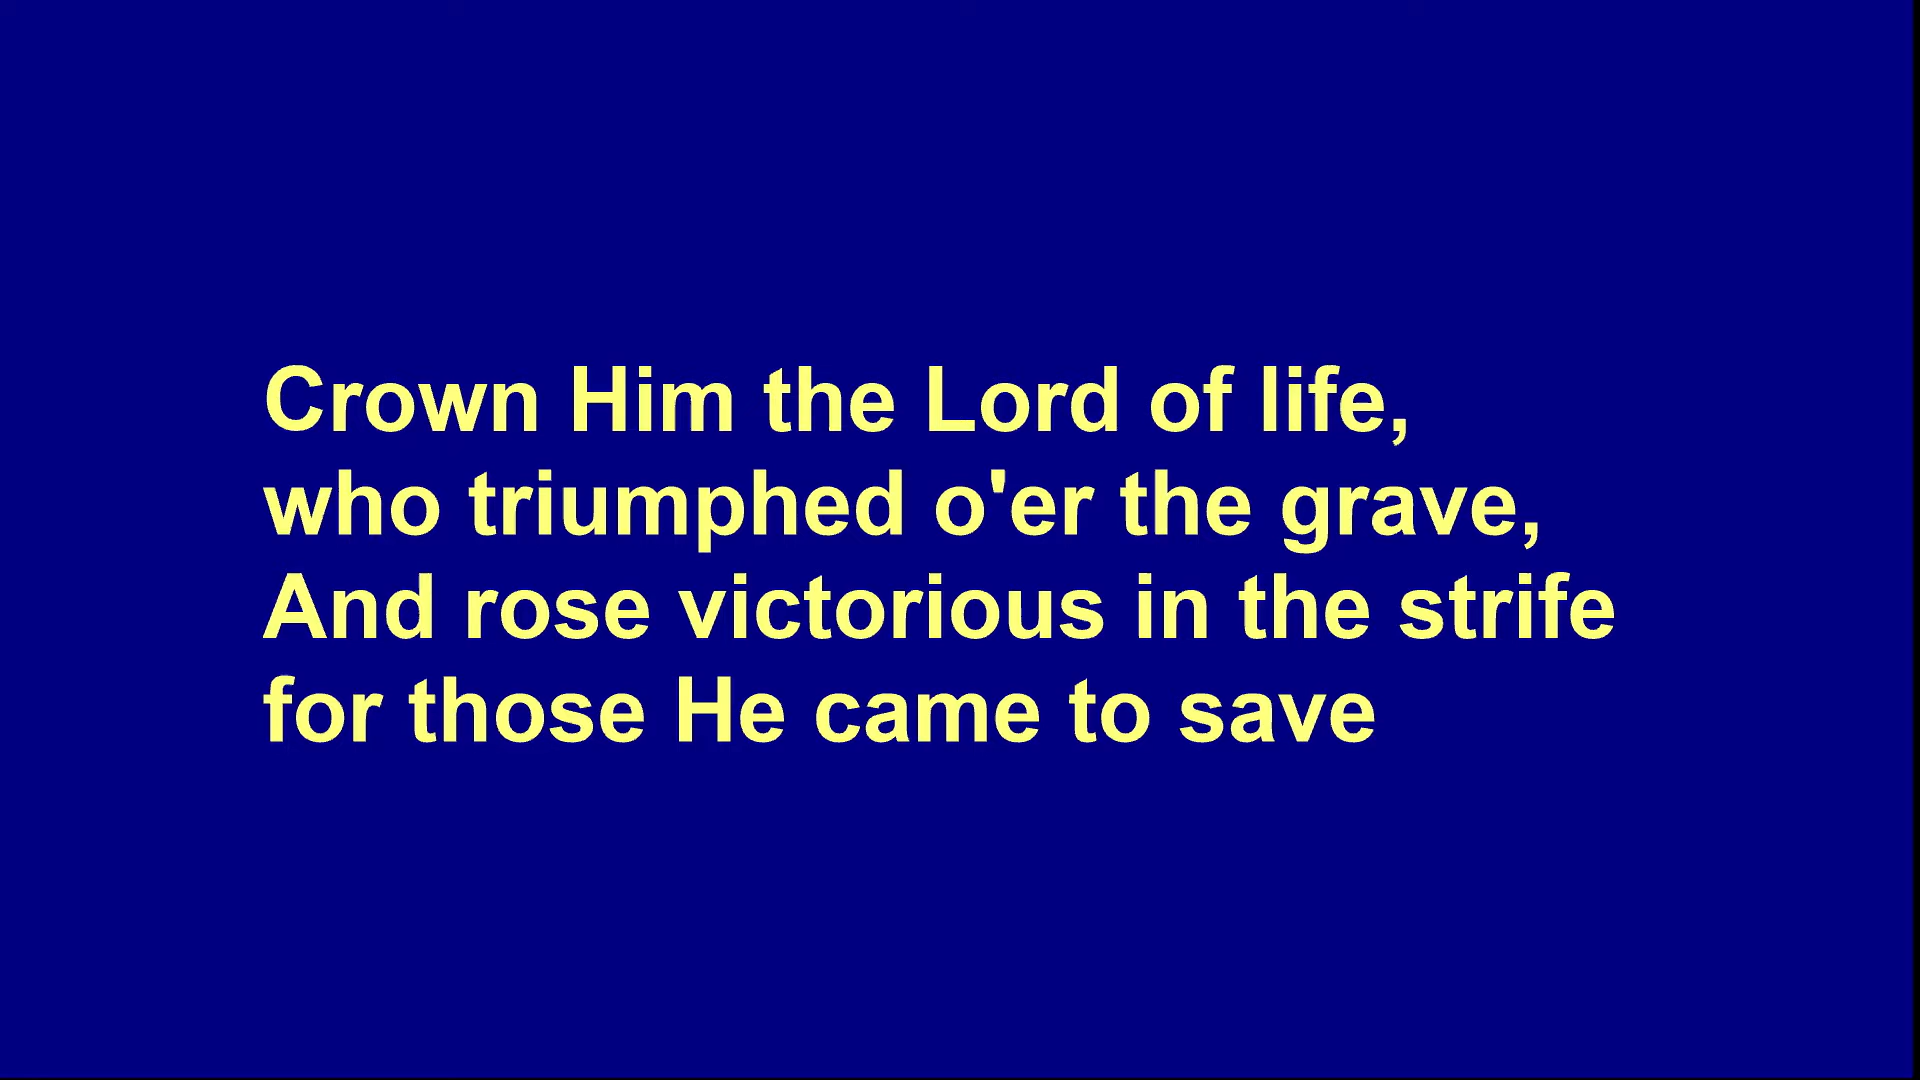 Crown Him the Lord of life,
who triumphed o'er the grave,
And rose victorious in the strife
for those He came to save